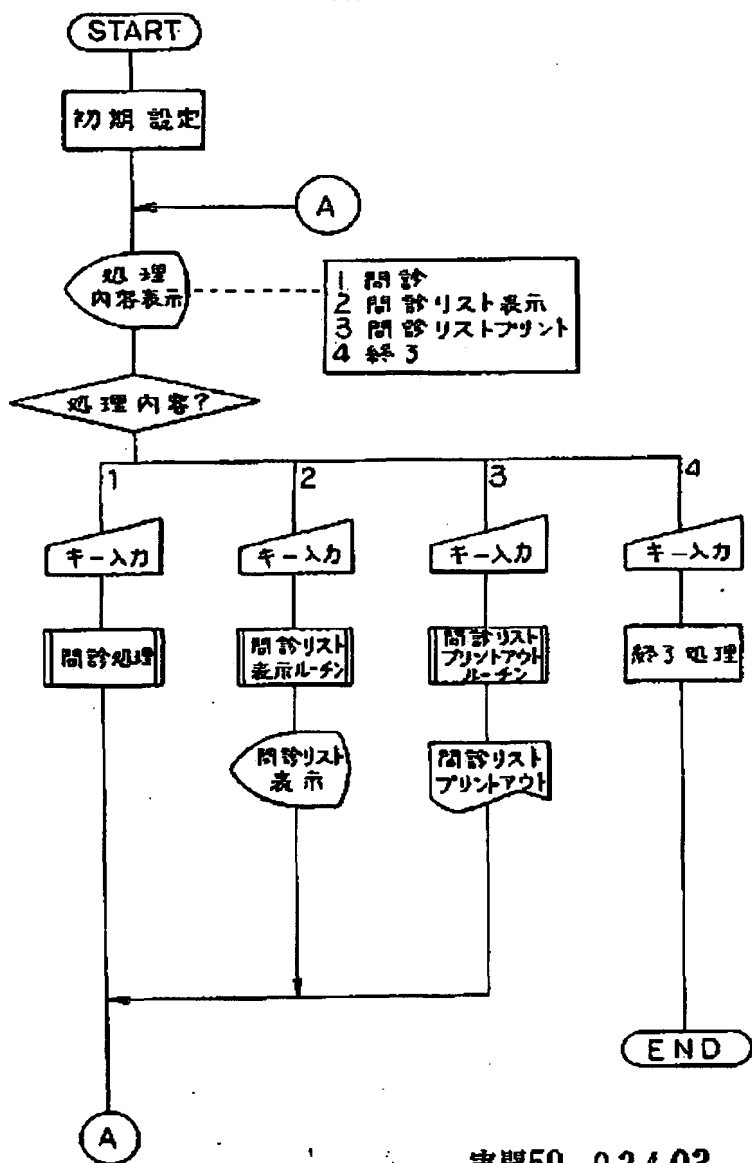 START
初期設定
A
処理
内容表示
1 問診
2 問診リスト表示
3 問診リストプリント
4 終了
処理内容?
1
2
3
4
キー入力
キー入力
キー入力
キー入力
問診処理
問診リスト
表示ルーチン
問診リスト
プリントアウト
ルーチン
終了処理
問診リスト
表示
問診リスト
プリントアウト
END
A